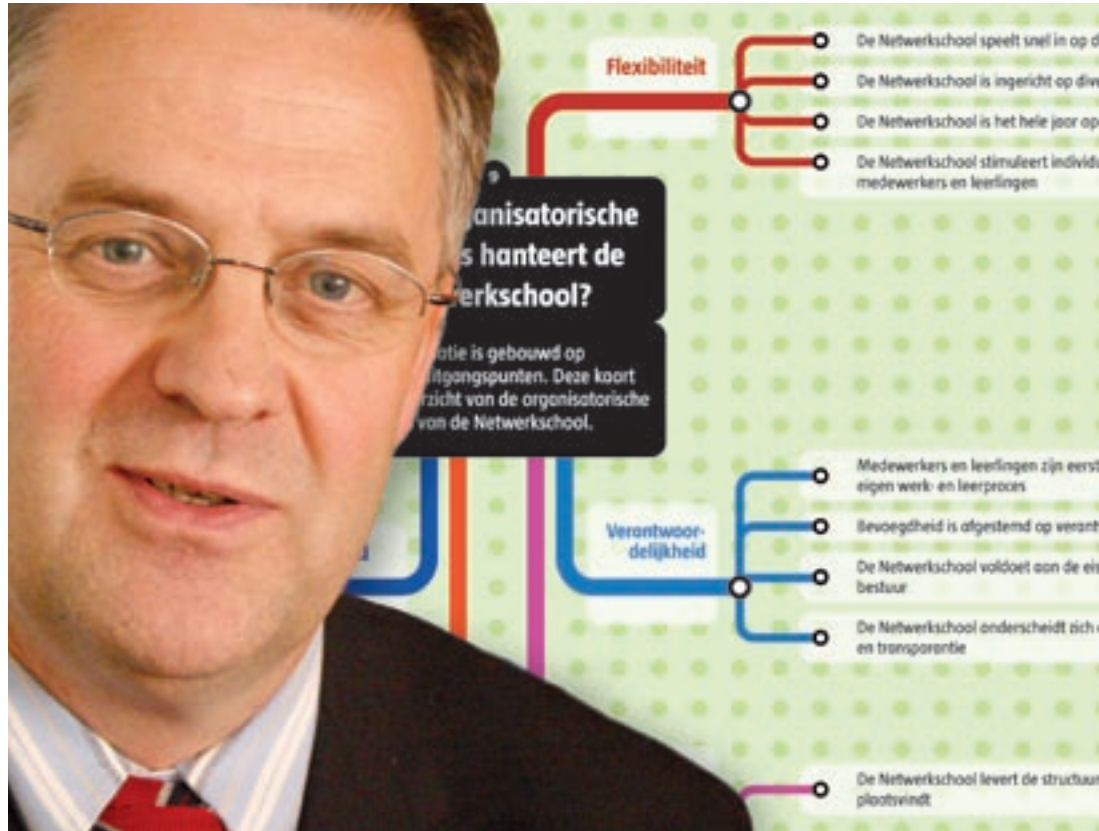 Flexibiliteit
De Netwerkschool speelt snel in op d
De Netwerkschool is ingericht op dive
De Netwerkschool is het hele jaar op
De Netwerkschool stimuleert individu
medewerkers en leerlingen
9
anisatorische
s hanteert de
erkschool?
atie is gebouwd op
itgangspunten. Deze kaart
rzicht van de organisatorische
van de Netwerkschool.
Verantwoor-
delijkheid
Medewerkers en leerlingen zijn eerst
eigen werk- en leerproces
Bevoegdheid is afgestemd op verant
De Netwerkschool voldoet aan de eis
bestuur
De Netwerkschool onderscheidt zich
en transparantie
De Netwerkschool levert de structuur
plaatsvindt